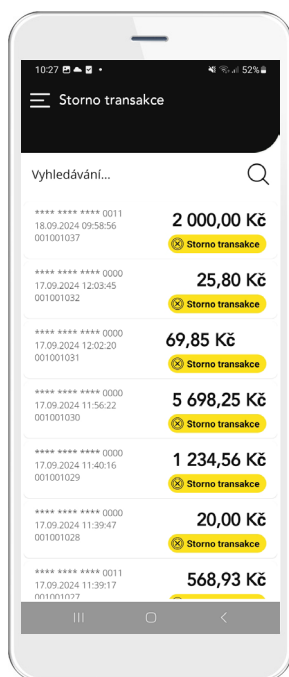 10:27 52%
Storno transakce
Vyhledávání...
**** **** **** 0011
18.09.2024 09:58:56
001001037
2 000,00 Kč
Storno transakce
**** **** **** 0000
17.09.2024 12:03:45
001001032
25,80 Kč
Storno transakce
**** **** **** 0000
17.09.2024 12:02:20
001001031
69,85 Kč
Storno transakce
**** **** **** 0000
17.09.2024 11:56:22
001001030
5 698,25 Kč
Storno transakce
**** **** **** 0000
17.09.2024 11:40:16
001001029
1 234,56 Kč
Storno transakce
**** **** **** 0000
17.09.2024 11:39:47
001001028
20,00 Kč
Storno transakce
**** **** **** 0011
17.09.2024 11:39:17
001001027
568,93 Kč